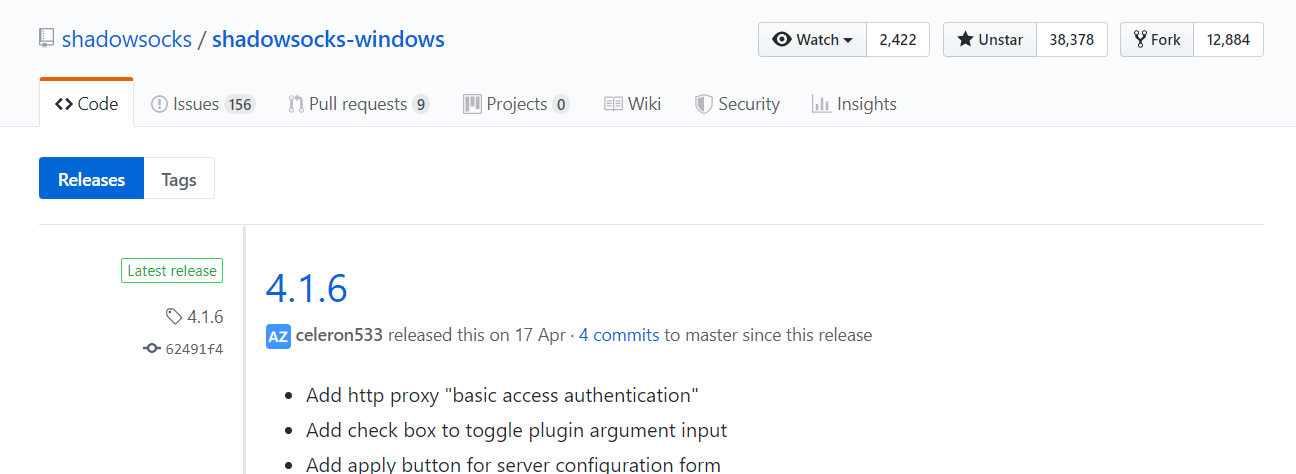 shadowsocks / shadowsocks-windows
Watch 2,422 Unstar 38,378 Fork 12,884
Code Issues 156 Pull requests 9 Projects 0 Wiki Security Insights
Releases Tags
Latest release
4.1.6
62491f4
4.1.6
AZ celeron533 released this on 17 Apr · 4 commits to master since this release
• Add http proxy "basic access authentication"
• Add check box to toggle plugin argument input
• Add apply button for server configuration form